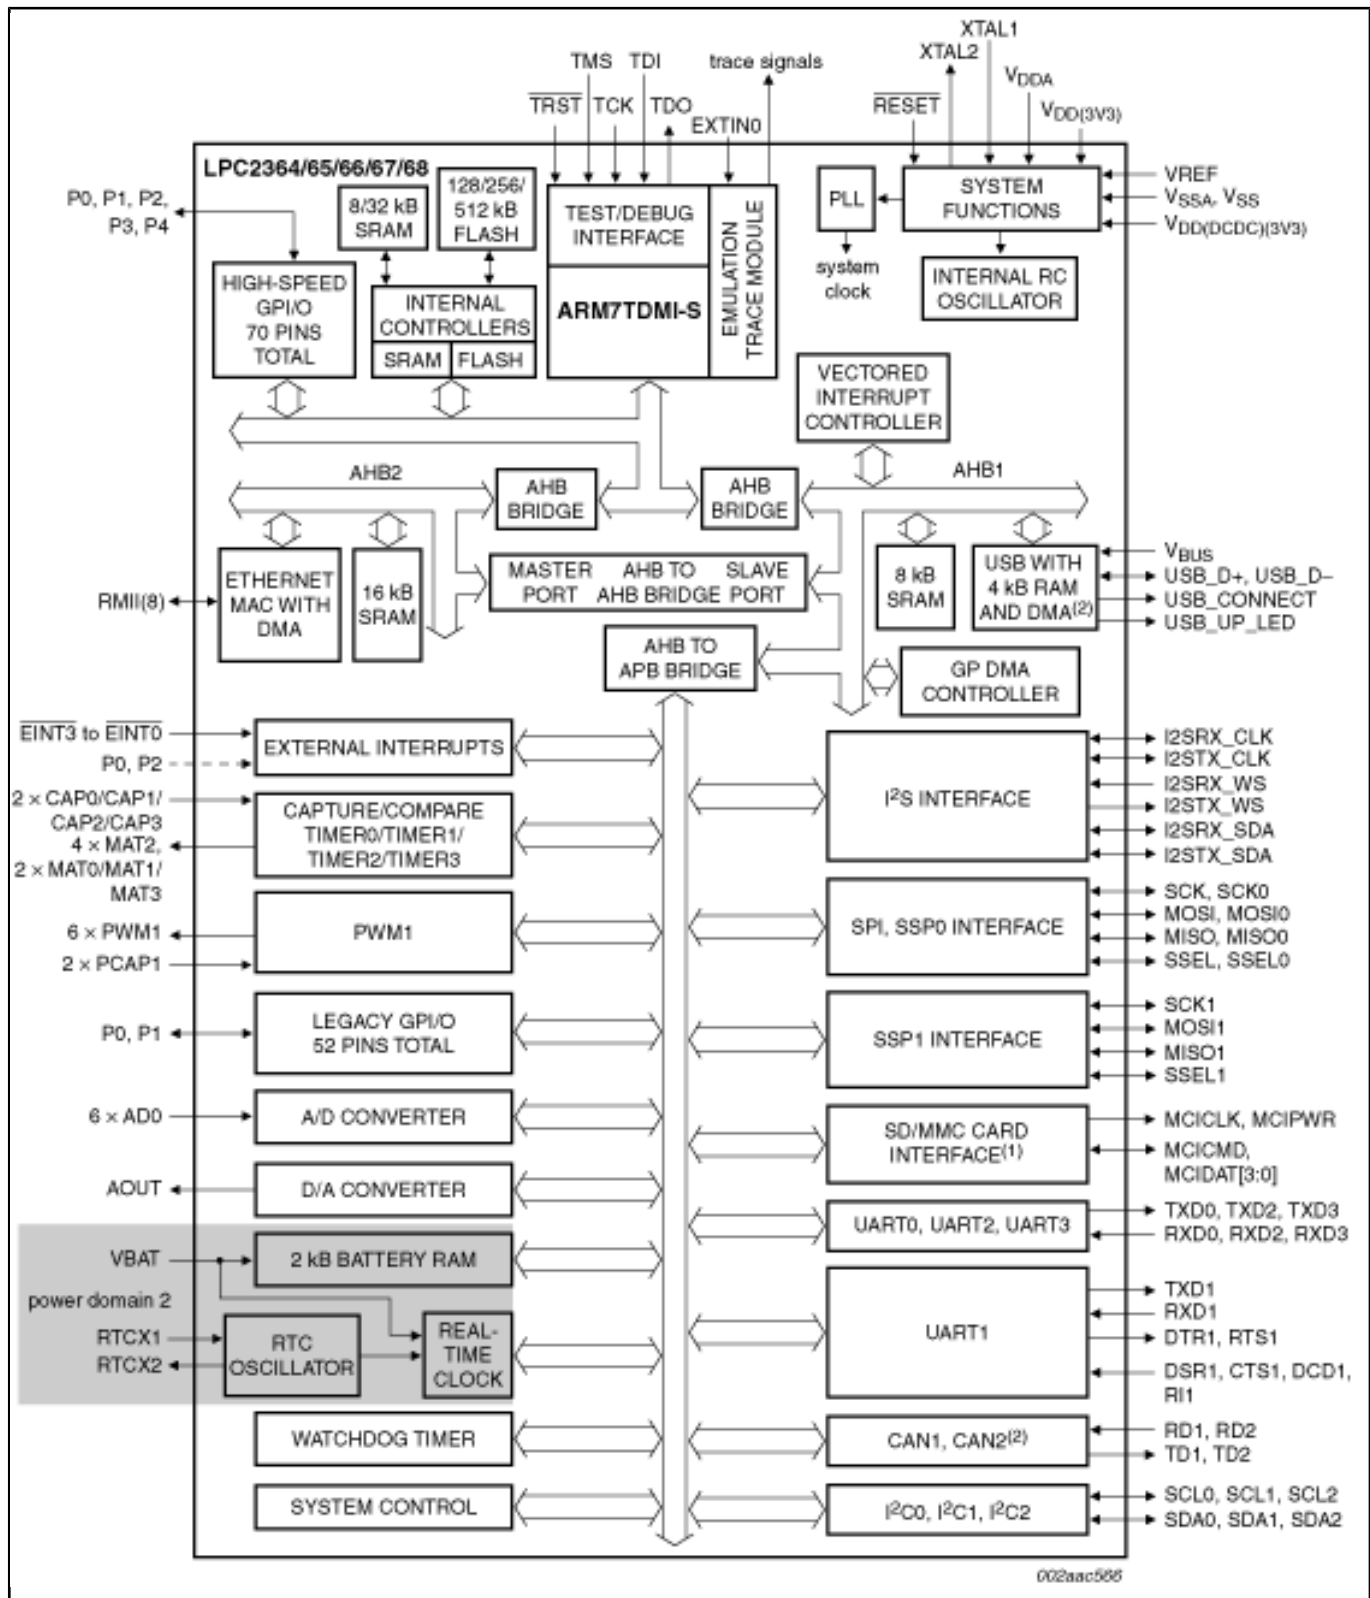 XTAL1
XTAL2
TMS TDI
trace signals
VDDA
TRST TCK TDO
RESET
VDD(3V3)
EXTIN0
LPC2364/65/66/67/68
P0, P1, P2,
P3, P4
8/32 kB
SRAM
128/256/
512 kB
FLASH
TEST/DEBUG
INTERFACE
EMULATION
TRACE MODULE
PLL
SYSTEM
FUNCTIONS
VREF
VSSA, VSS
VDD(DCDC)(3V3)
system
clock
HIGH-SPEED
GPI/O
70 PINS
TOTAL
INTERNAL
CONTROLLERS
SRAM FLASH
ARM7TDMI-S
INTERNAL RC
OSCILLATOR
VECTORED
INTERRUPT
CONTROLLER
AHB2
AHB
BRIDGE
AHB
BRIDGE
AHB1
RMII(8)
ETHERNET
MAC WITH
DMA
16 kB
SRAM
MASTER
PORT
AHB TO
AHB BRIDGE
SLAVE
PORT
8 kB
SRAM
USB WITH
4 kB RAM
AND DMA(2)
VBUS
USB_D+, USB_D−
USB_CONNECT
USB_UP_LED
AHB TO
APB BRIDGE
GP DMA
CONTROLLER
EINT3 to EINT0
P0, P2
EXTERNAL INTERRUPTS
2 × CAP0/CAP1/
CAP2/CAP3
4 × MAT2,
2 × MAT0/MAT1/
MAT3
CAPTURE/COMPARE
TIMER0/TIMER1/
TIMER2/TIMER3
6 × PWM1
2 × PCAP1
PWM1
P0, P1
LEGACY GPI/O
52 PINS TOTAL
6 × AD0
A/D CONVERTER
AOUT
D/A CONVERTER
VBAT
2 kB BATTERY RAM
power domain 2
RTCX1
RTCX2
RTC
OSCILLATOR
REAL-
TIME
CLOCK
WATCHDOG TIMER
SYSTEM CONTROL
I2S INTERFACE
I2SRX_CLK
I2STX_CLK
I2SRX_WS
I2STX_WS
I2SRX_SDA
I2STX_SDA
SPI, SSP0 INTERFACE
SCK, SCK0
MOSI, MOSI0
MISO, MISO0
SSEL, SSEL0
SSP1 INTERFACE
SCK1
MOSI1
MISO1
SSEL1
SD/MMC CARD
INTERFACE(1)
MCICLK, MCIPWR
MCICMD,
MCIDAT[3:0]
UART0, UART2, UART3
TXD0, TXD2, TXD3
RXD0, RXD2, RXD3
UART1
TXD1
RXD1
DTR1, RTS1
DSR1, CTS1, DCD1,
RI1
CAN1, CAN2(2)
RD1, RD2
TD1, TD2
I2C0, I2C1, I2C2
SCL0, SCL1, SCL2
SDA0, SDA1, SDA2
002aac566